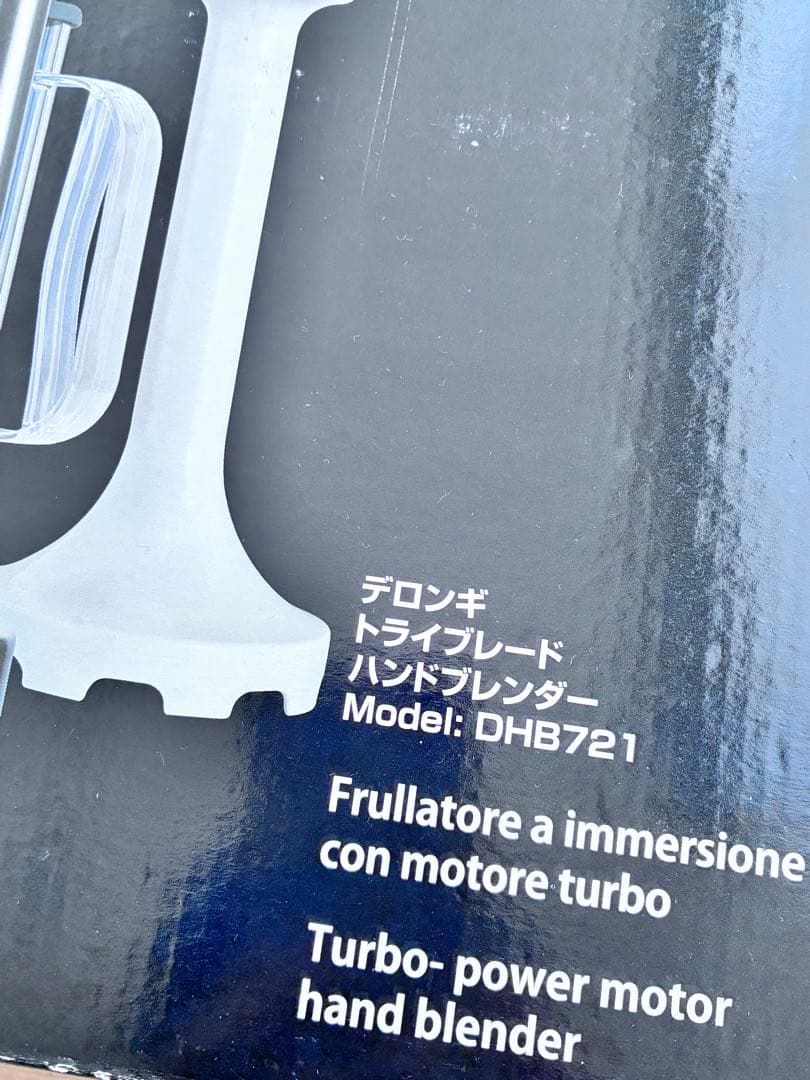 デロンギ
トライブレード
ハンドブレンダー
Model: DHB721
Frullatore a immersione
con motore turbo
Turbo- power motor
hand blender